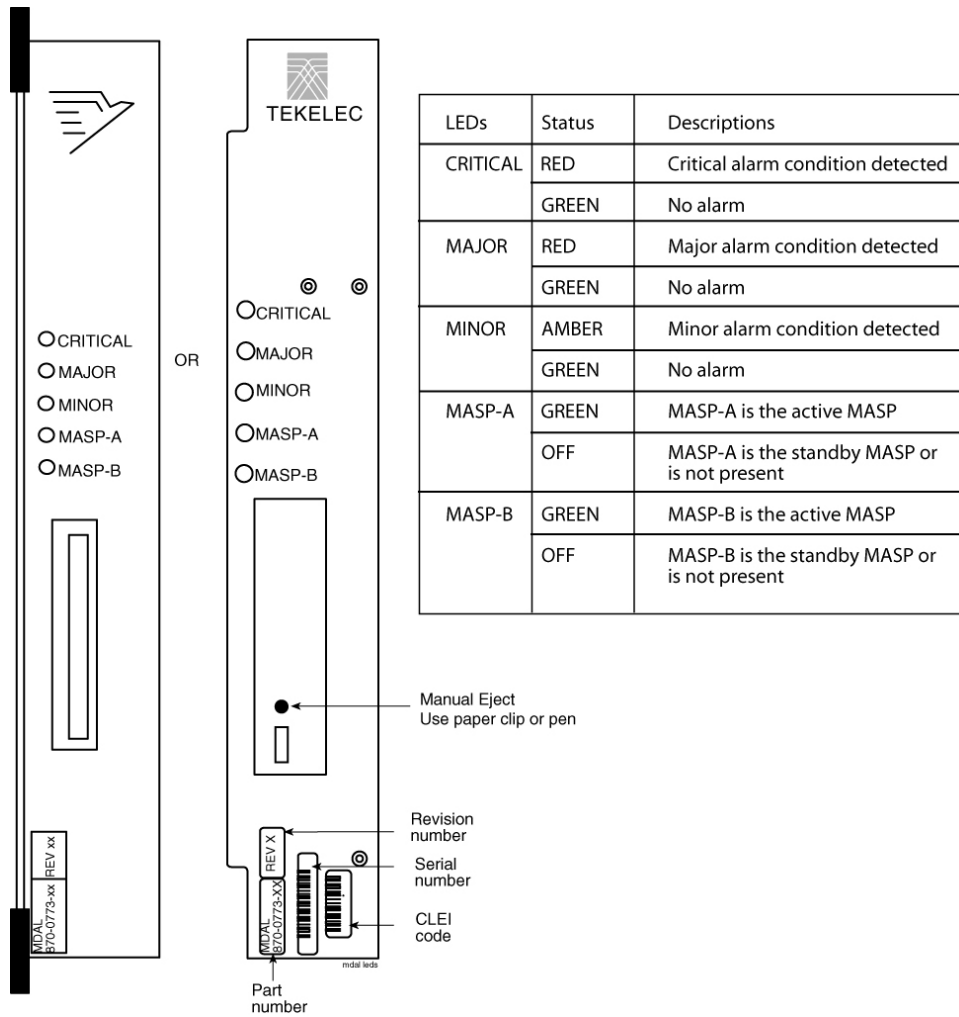 CRITICAL
MAJOR
MINOR
MASP-A
MASP-B
REV xx
MDAL
870-0773-xx
OR
TEKELEC
CRITICAL
MAJOR
MINOR
MASP-A
MASP-B
REV X
MDAL
870-0773-XX
mdal leds
Manual Eject
Use paper clip or pen
Revision
number
Serial
number
CLEI
code
Part
number
LEDs Status Descriptions
CRITICAL RED Critical alarm condition detected
GREEN No alarm
MAJOR RED Major alarm condition detected
GREEN No alarm
MINOR AMBER Minor alarm condition detected
GREEN No alarm
MASP-A GREEN MASP-A is the active MASP
OFF MASP-A is the standby MASP or
is not present
MASP-B GREEN MASP-B is the active MASP
OFF MASP-B is the standby MASP or
is not present